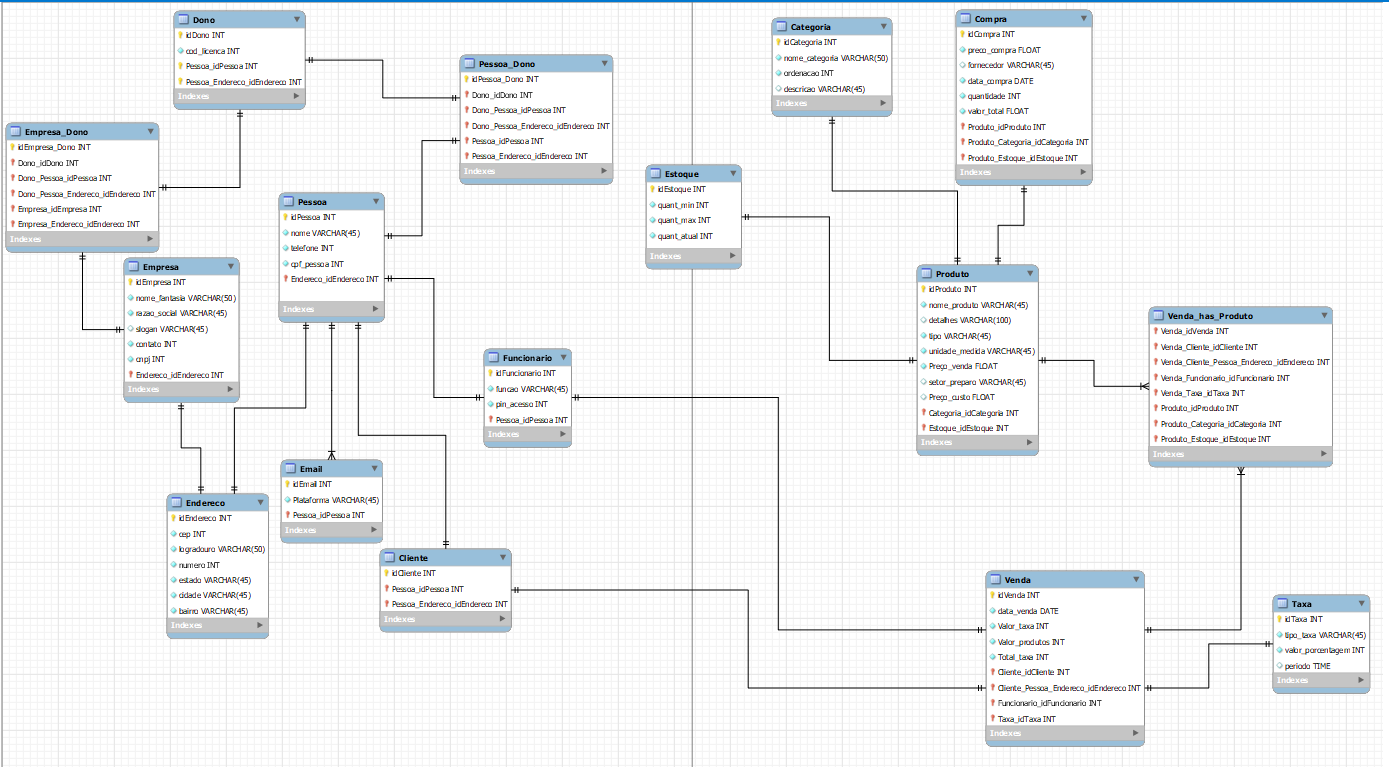 Dono
idDono INT
cod_licenca INT
Pessoa_idPessoa INT
Pessoa_Endereco_idEndereco INT
Indexes
Pessoa_Dono
idPessoa_Dono INT
Dono_idDono INT
Dono_Pessoa_idPessoa INT
Dono_Pessoa_Endereco_idEndereco INT
Pessoa_idPessoa INT
Pessoa_Endereco_idEndereco INT
Indexes
Empresa_Dono
idEmpresa_Dono INT
Dono_idDono INT
Dono_Pessoa_idPessoa INT
Dono_Pessoa_Endereco_idEndereco INT
Empresa_idEmpresa INT
Empresa_Endereco_idEndereco INT
Indexes
Pessoa
idPessoa INT
nome VARCHAR(45)
telefone INT
cpf_pessoa INT
Endereco_idEndereco INT
Indexes
Empresa
idEmpresa INT
nome_fantasia VARCHAR(50)
razao_social VARCHAR(45)
slogan VARCHAR(45)
contato INT
cnpj INT
Endereco_idEndereco INT
Indexes
Funcionario
idFuncionario INT
funcao VARCHAR(45)
pin_acesso INT
Pessoa_idPessoa INT
Indexes
Email
idEmail INT
Plataforma VARCHAR(45)
Pessoa_idPessoa INT
Indexes
Endereco
idEndereco INT
cep INT
logradouro VARCHAR(50)
numero INT
estado VARCHAR(45)
cidade VARCHAR(45)
bairro VARCHAR(45)
Indexes
Cliente
idCliente INT
Pessoa_idPessoa INT
Pessoa_Endereco_idEndereco INT
Indexes
Categoria
idCategoria INT
nome_categoria VARCHAR(50)
ordenacao INT
descricao VARCHAR(45)
Indexes
Compra
idCompra INT
preco_compra FLOAT
fornecedor VARCHAR(45)
data_compra DATE
quantidade INT
valor_total FLOAT
Produto_idProduto INT
Produto_Categoria_idCategoria INT
Produto_Estoque_idEstoque INT
Indexes
Estoque
idEstoque INT
quant_min INT
quant_max INT
quant_atual INT
Indexes
Produto
idProduto INT
nome_produto VARCHAR(45)
detalhes VARCHAR(100)
tipo VARCHAR(45)
unidade_medida VARCHAR(45)
Preço_venda FLOAT
setor_preparo VARCHAR(45)
Preço_custo FLOAT
Categoria_idCategoria INT
Estoque_idEstoque INT
Indexes
Venda_has_Produto
Venda_idVenda INT
Venda_Cliente_idCliente INT
Venda_Cliente_Pessoa_Endereco_idEndereco INT
Venda_Funcionario_idFuncionario INT
Venda_Taxa_idTaxa INT
Produto_idProduto INT
Produto_Categoria_idCategoria INT
Produto_Estoque_idEstoque INT
Indexes
Venda
idVenda INT
data_venda DATE
Valor_taxa INT
Valor_produtos INT
Total_taxa INT
Cliente_idCliente INT
Cliente_Pessoa_Endereco_idEndereco INT
Funcionario_idFuncionario INT
Taxa_idTaxa INT
Indexes
Taxa
idTaxa INT
tipo_taxa VARCHAR(45)
valor_porcentagem INT
periodo TIME
Indexes